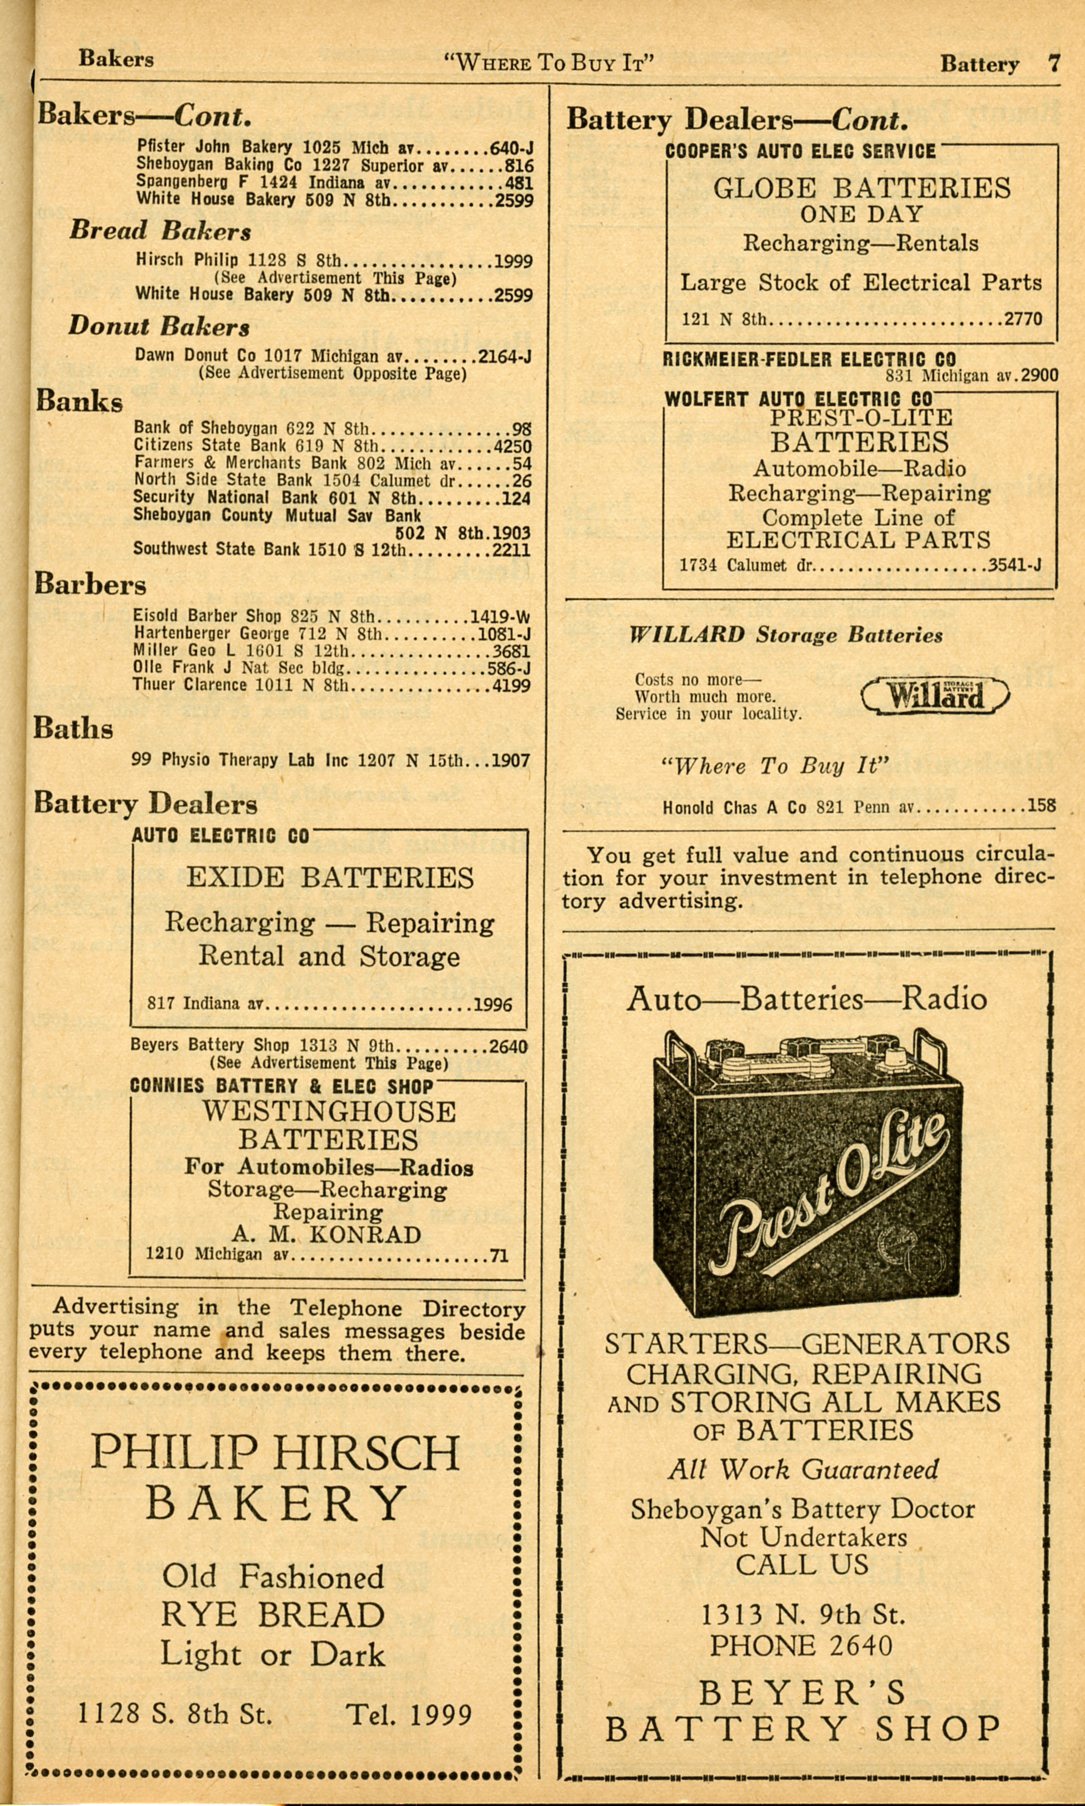 Bakers
"WHERE TO BUY IT"
Battery 7
Bakers—Cont.
Pfister John Bakery 1025 Mich av........640-J
Sheboygan Baking Co 1227 Superior av......816
Spangenberg F 1424 Indiana av............481
White House Bakery 509 N 8th...........2599
Bread Bakers
Hirsch Philip 1128 S 8th................1999
(See Advertisement This Page)
White House Bakery 509 N 8th...........2599
Donut Bakers
Dawn Donut Co 1017 Michigan av........2164-J
(See Advertisement Opposite Page)
Banks
Bank of Sheboygan 622 N 8th...............98
Citizens State Bank 619 N 8th............4250
Farmers & Merchants Bank 802 Mich av......54
North Side State Bank 1504 Calumet dr......26
Security National Bank 601 N 8th.........124
Sheboygan County Mutual Sav Bank
502 N 8th.1903
Southwest State Bank 1510 S 12th.........2211
Barbers
Eisold Barber Shop 825 N 8th..........1419-W
Hartenberger George 712 N 8th..........1081-J
Miller Geo L 1601 S 12th...............3681
Olle Frank J Nat Sec bldg...............586-J
Thuer Clarence 1011 N 8th...............4199
Baths
99 Physio Therapy Lab Inc 1207 N 15th...1907
Battery Dealers
AUTO ELECTRIC CO
EXIDE BATTERIES
Recharging — Repairing
Rental and Storage
817 Indiana av......................1996
Beyers Battery Shop 1313 N 9th..........2640
(See Advertisement This Page)
CONNIES BATTERY & ELEC SHOP
WESTINGHOUSE
BATTERIES
For Automobiles—Radios
Storage—Recharging
Repairing
A. M. KONRAD
1210 Michigan av.....................71
Advertising in the Telephone Directory
puts your name and sales messages beside
every telephone and keeps them there.
PHILIP HIRSCH
BAKERY
Old Fashioned
RYE BREAD
Light or Dark
1128 S. 8th St. Tel. 1999
Battery Dealers—Cont.
COOPER'S AUTO ELEC SERVICE
GLOBE BATTERIES
ONE DAY
Recharging—Rentals
Large Stock of Electrical Parts
121 N 8th.........................2770
RICKMEIER-FEDLER ELECTRIC CO
831 Michigan av.2900
WOLFERT AUTO ELECTRIC CO
PREST-O-LITE
BATTERIES
Automobile—Radio
Recharging—Repairing
Complete Line of
ELECTRICAL PARTS
1734 Calumet dr...................3541-J
WILLARD Storage Batteries
Costs no more—
Worth much more.
Service in your locality.
Willard
STORAGE
BATTERY
"Where To Buy It"
Honold Chas A Co 821 Penn av............158
You get full value and continuous circula-
tion for your investment in telephone direc-
tory advertising.
Auto—Batteries—Radio
Prest-O-Lite
STARTERS—GENERATORS
CHARGING, REPAIRING
AND STORING ALL MAKES
OF BATTERIES
All Work Guaranteed
Sheboygan's Battery Doctor
Not Undertakers
CALL US
1313 N. 9th St.
PHONE 2640
BEYER'S
BATTERY SHOP